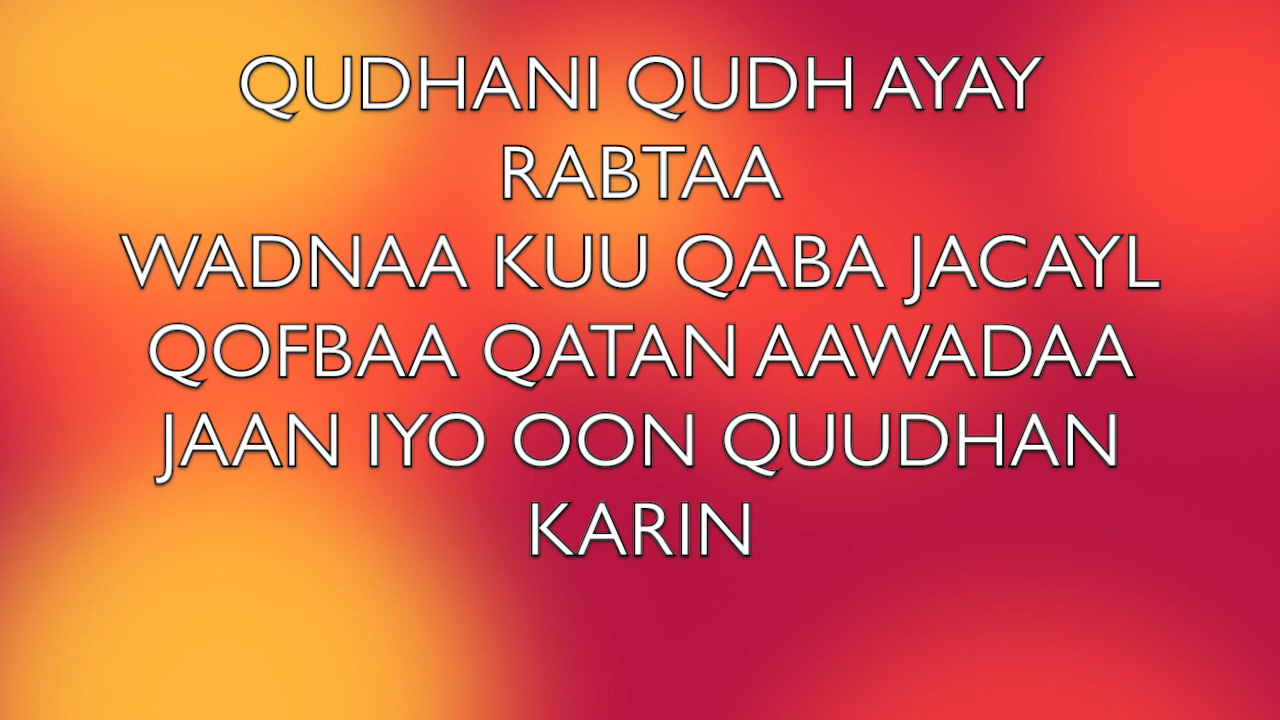 QUDHANI QUDH AYAY
RABTAA
WADNAA KUU QABA JACAYL
QOFBAA QATAN AAWADAA
JAAN IYO OON QUUDHAN
KARIN